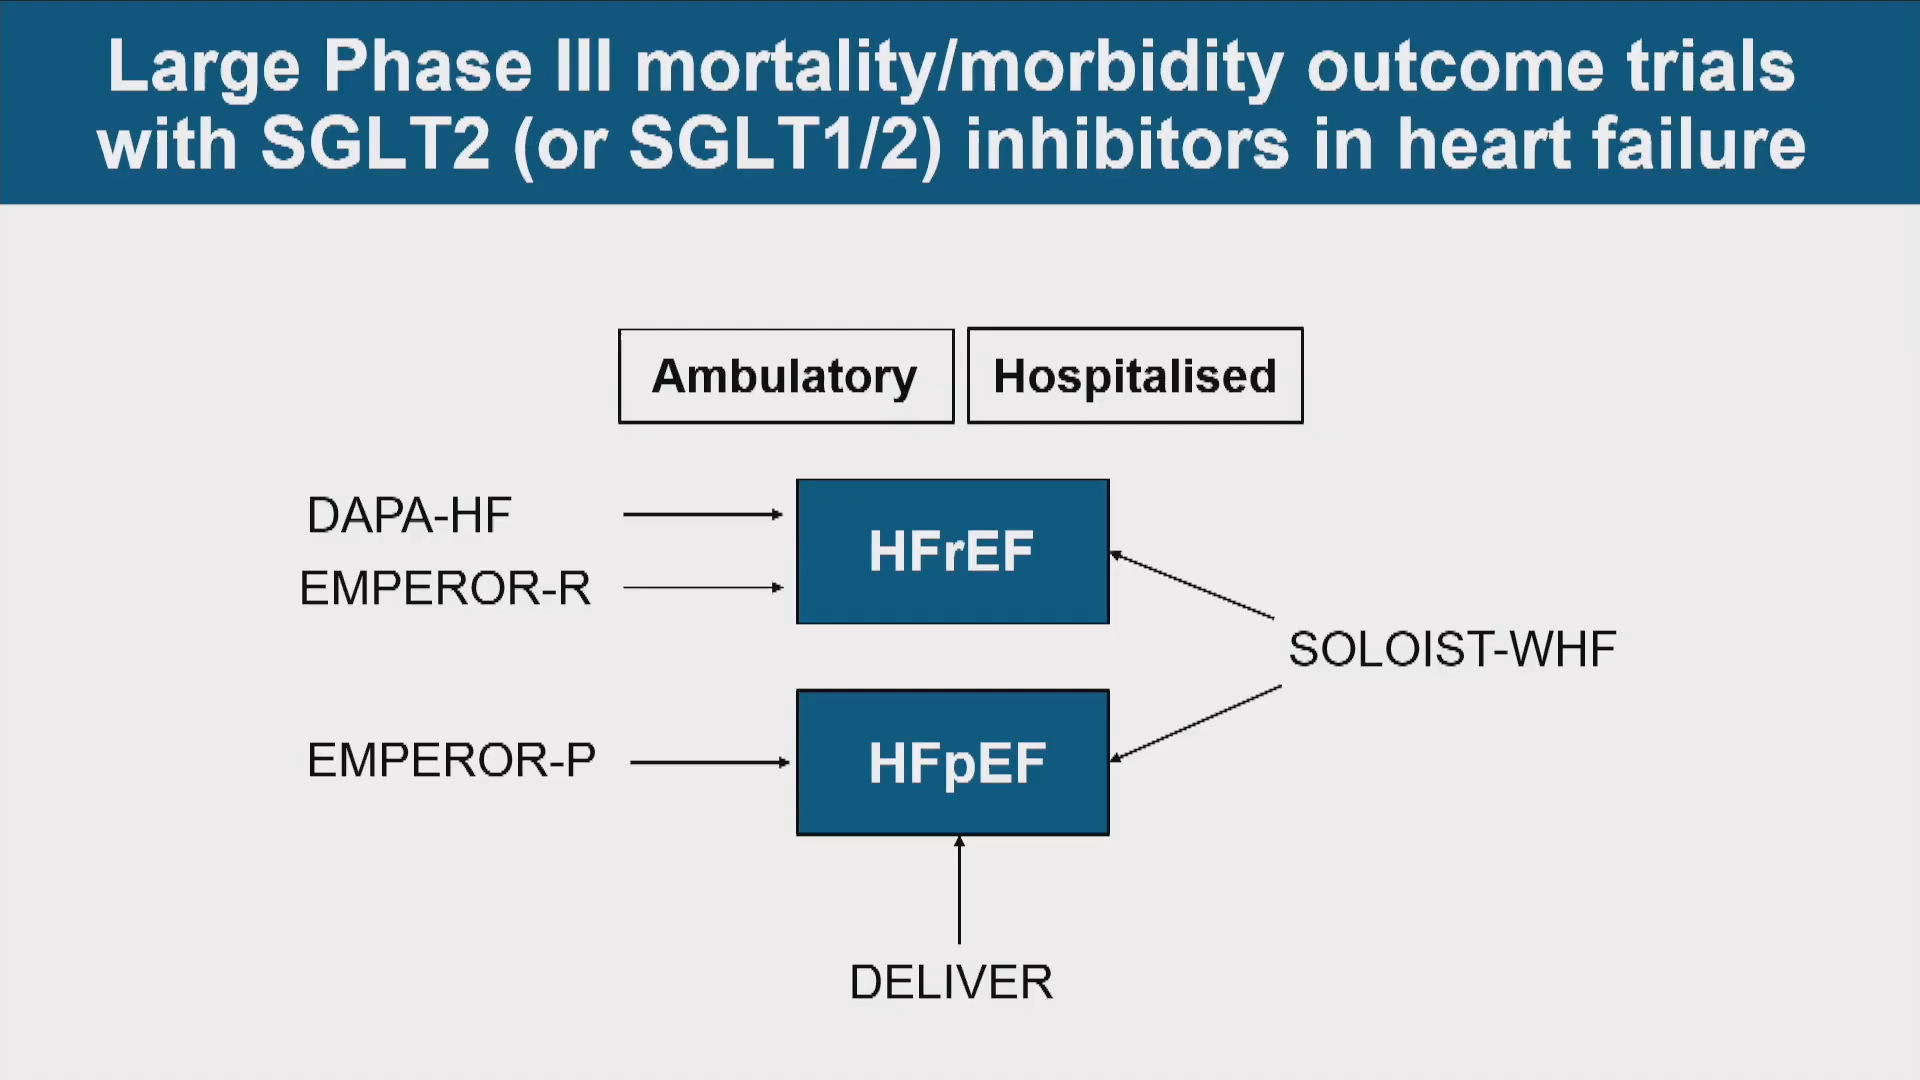 Large Phase III mortality/morbidity outcome trials
with SGLT2 (or SGLT1/2) inhibitors in heart failure
Ambulatory
Hospitalised
DAPA-HF
HFrEF
EMPEROR-R
SOLOIST-WHF
EMPEROR-P
HFpEF
DELIVER